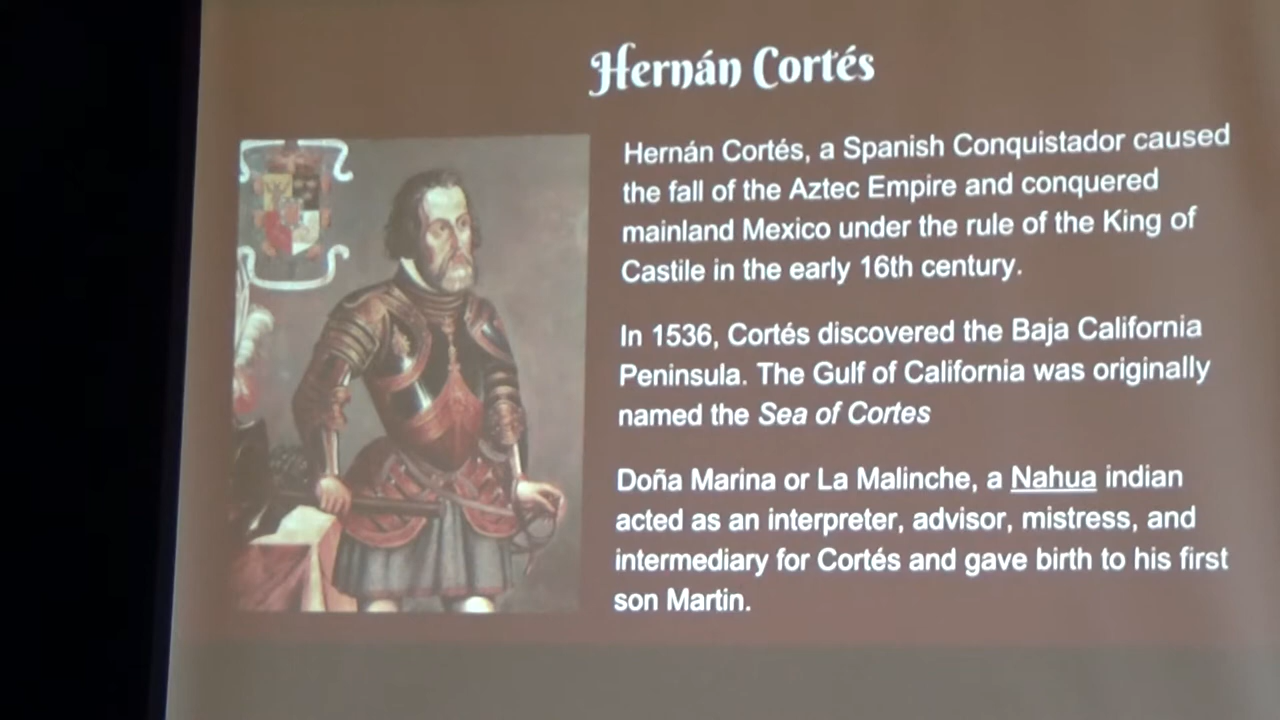 Hernán Cortés
Hernán Cortés, a Spanish Conquistador caused
the fall of the Aztec Empire and conquered
mainland Mexico under the rule of the King of
Castile in the early 16th century.
In 1536, Cortés discovered the Baja California
Peninsula. The Gulf of California was originally
named the Sea of Cortes
Doña Marina or La Malinche, a Nahua indian
acted as an interpreter, advisor, mistress, and
intermediary for Cortés and gave birth to his first
son Martin.